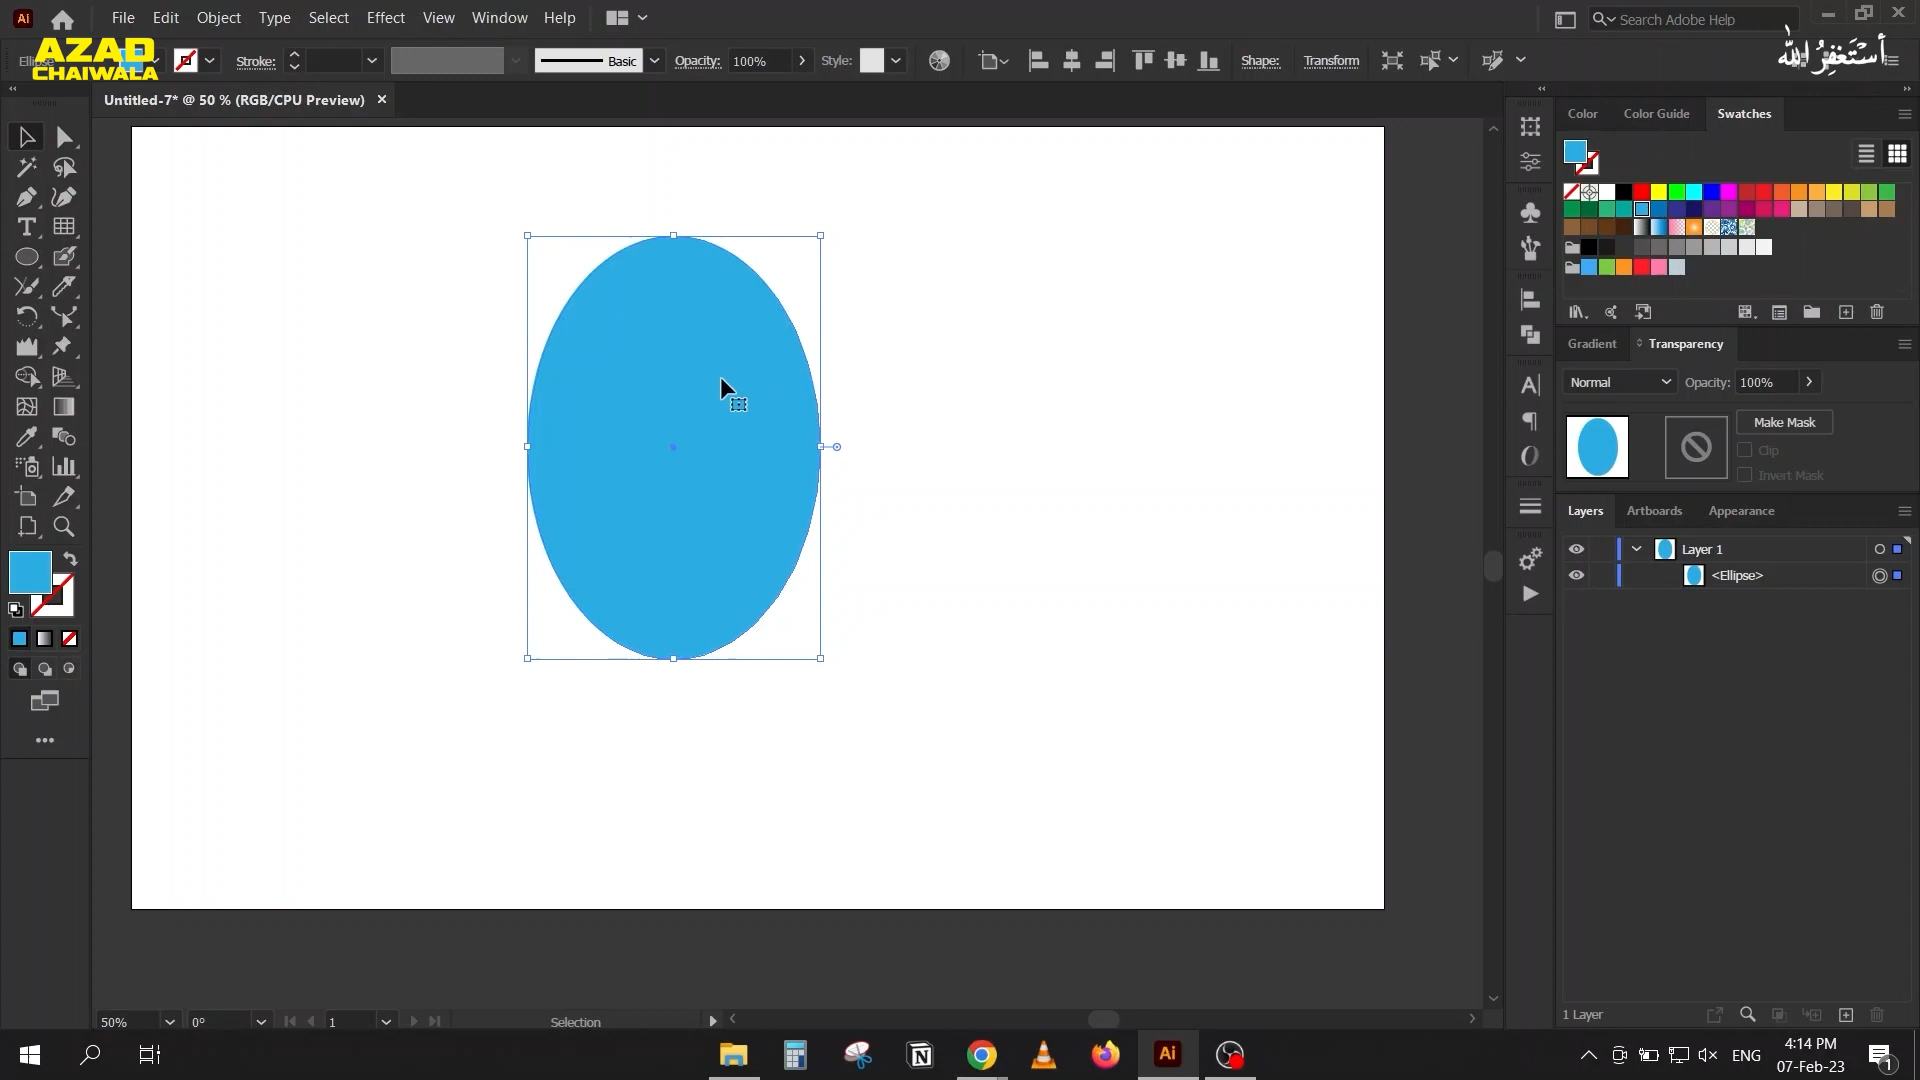 File Edit Object Type Select Effect View Window Help
Search Adobe Help
AZAD
CHAIWALA
Stroke:
Basic
Opacity: 100%
Style:
Shape:
Transform
أستغفر الله
Untitled-7* @ 50 % (RGB/CPU Preview)
Color Color Guide Swatches
Gradient Transparency
Normal Opacity: 100%
Make Mask
Clip
Invert Mask
Layers Artboards Appearance
Layer 1
<Ellipse>
1 Layer
50% 0° 1 Selection
ENG
4:14 PM
07-Feb-23
1